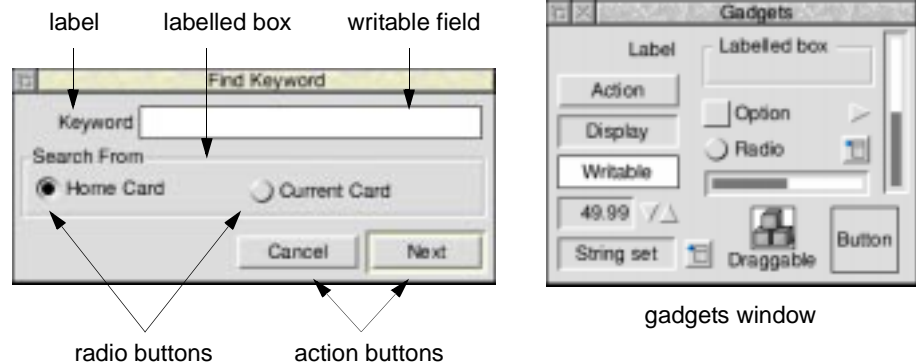 label labelled box writable field
Find Keyword
Keyword
Search From
Home Card Current Card
Cancel Next
radio buttons action buttons
Gadgets
Label Labelled box
Action
Option
Display
Radio
Writable
49.99
String set Draggable Button
gadgets window